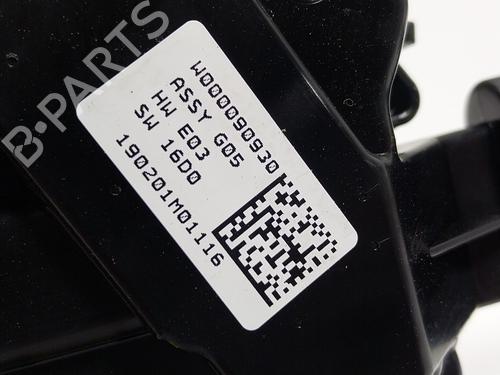 B-PARTS
W000090930
ASSY G05
HW E03
SW 16D0
190201M01116